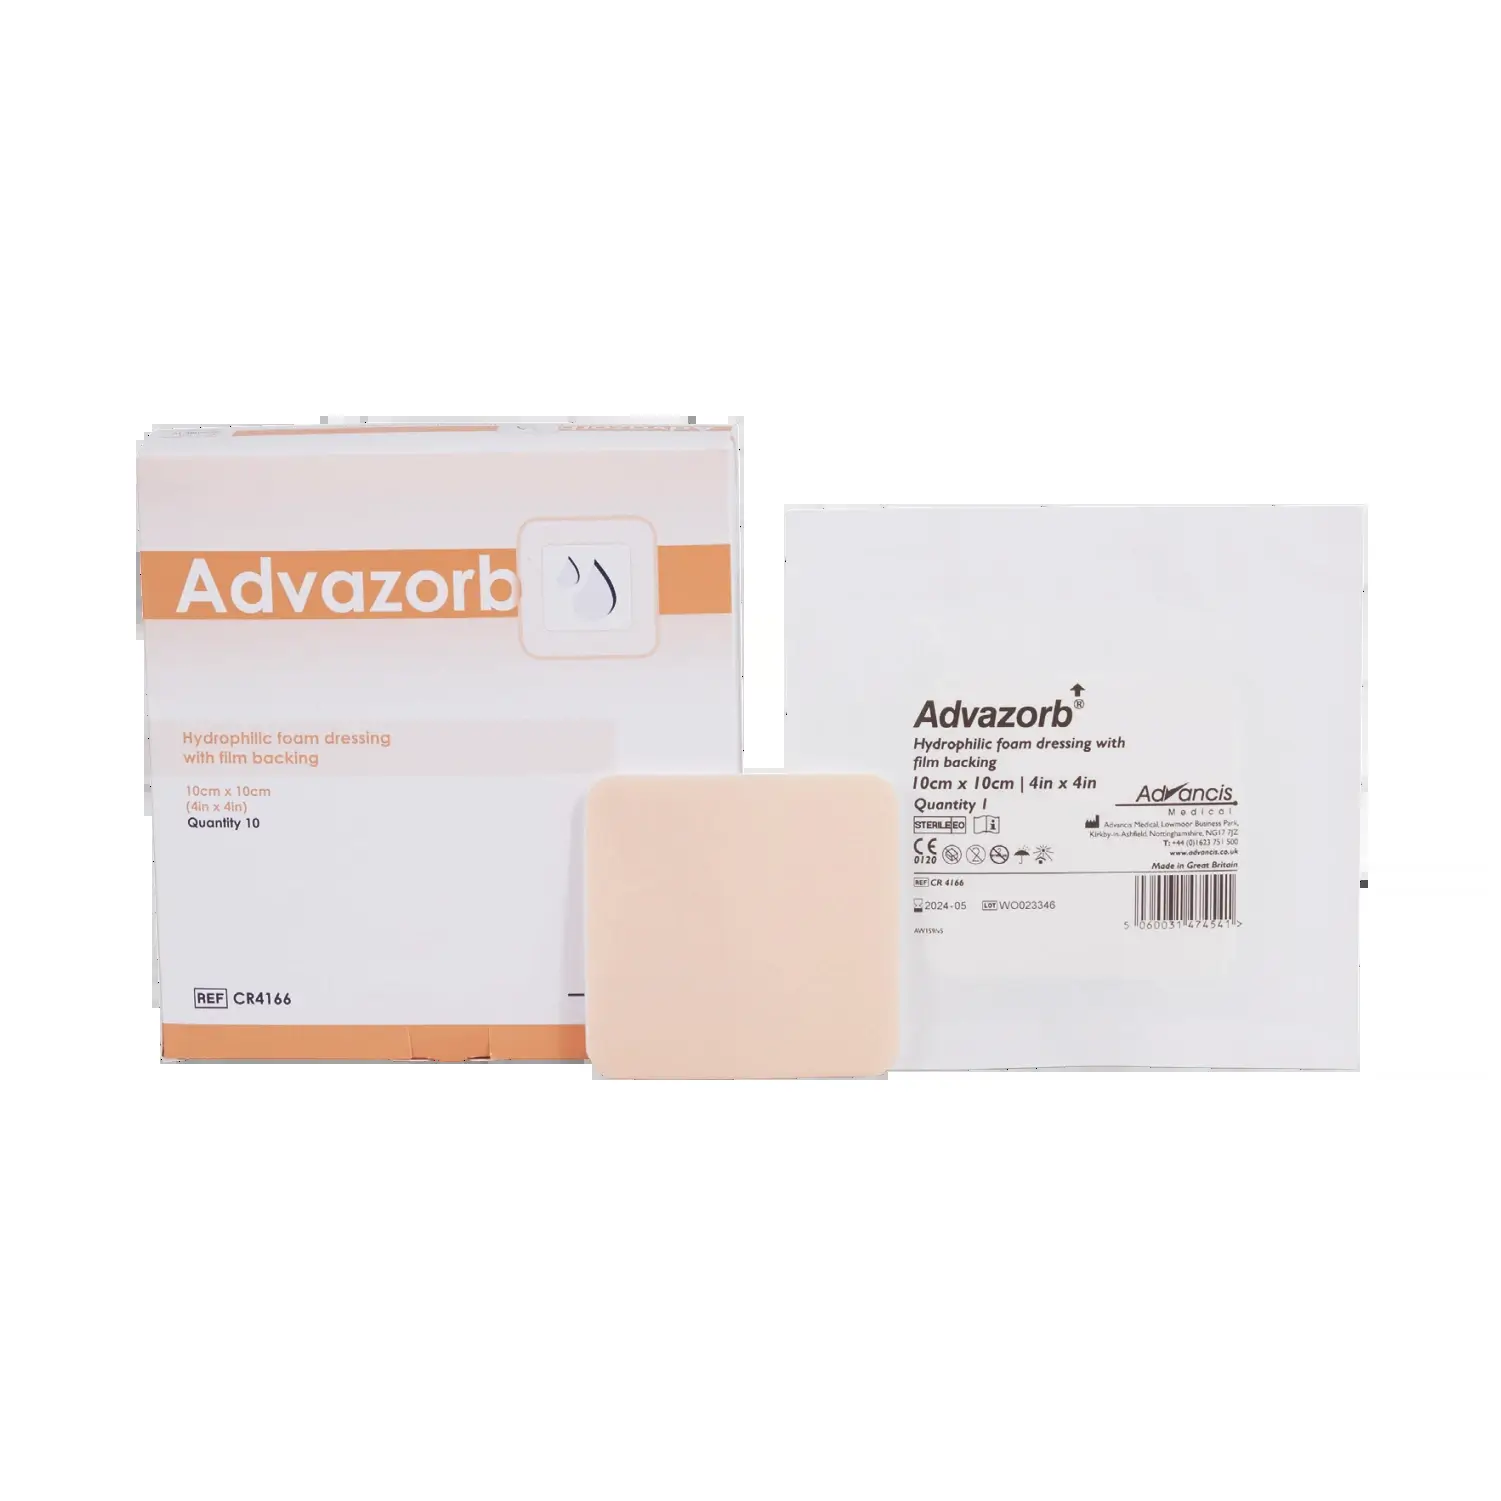 Advazorb
Hydrophilic foam dressing
with film backing
10cm x 10cm
(4in x 4in)
Quantity 10
REF CR4166
Advazorb®
Hydrophilic foam dressing with
film backing
10cm x 10cm | 4in x 4in
Quantity 1
STERILE EO
CE
0120
REF CR 4166
2024-05 LOT WO023346
Advancis
Medical
Advancis Medical, Lowmoor Business Park,
Kirkby-in-Ashfield, Nottinghamshire, NG17 7JZ
T: +44 (0)1623 751 500
www.advancis.co.uk
Made in Great Britain
5 060031 474541 >